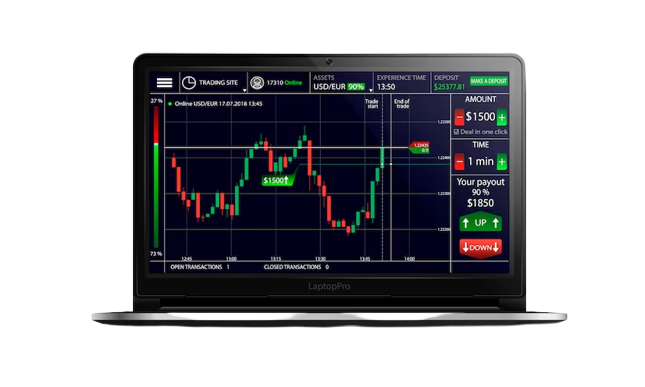 TRADING SITE
17310 Online
ASSETS
USD/EUR 90%
EXPERIENCE TIME
13:50
DEPOSIT
$25377.81
MAKE A DEPOSIT
27 %
Online USD/EUR 17.07.2018 13:45
Trade start
End of trade
$1500
73 %
12:45
13:00
13:15
13:30
13:45
14:00
OPEN TRANSACTIONS 1
CLOSED TRANSACTIONS 0
AMOUNT
- $1500 +
Deal in one click
TIME
- 1 min +
Your payout
90 %
$1850
UP
DOWN
LaptopPro